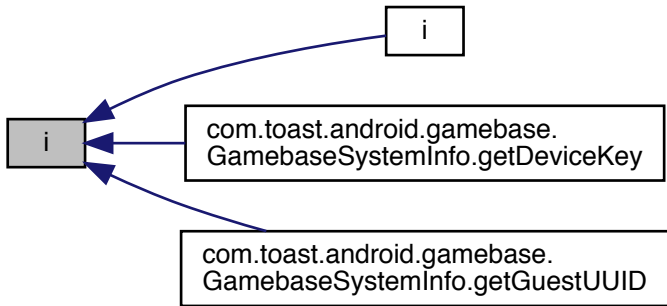 i
i
com.toast.android.gamebase.
GamebaseSystemInfo.getDeviceKey
com.toast.android.gamebase.
GamebaseSystemInfo.getGuestUUID